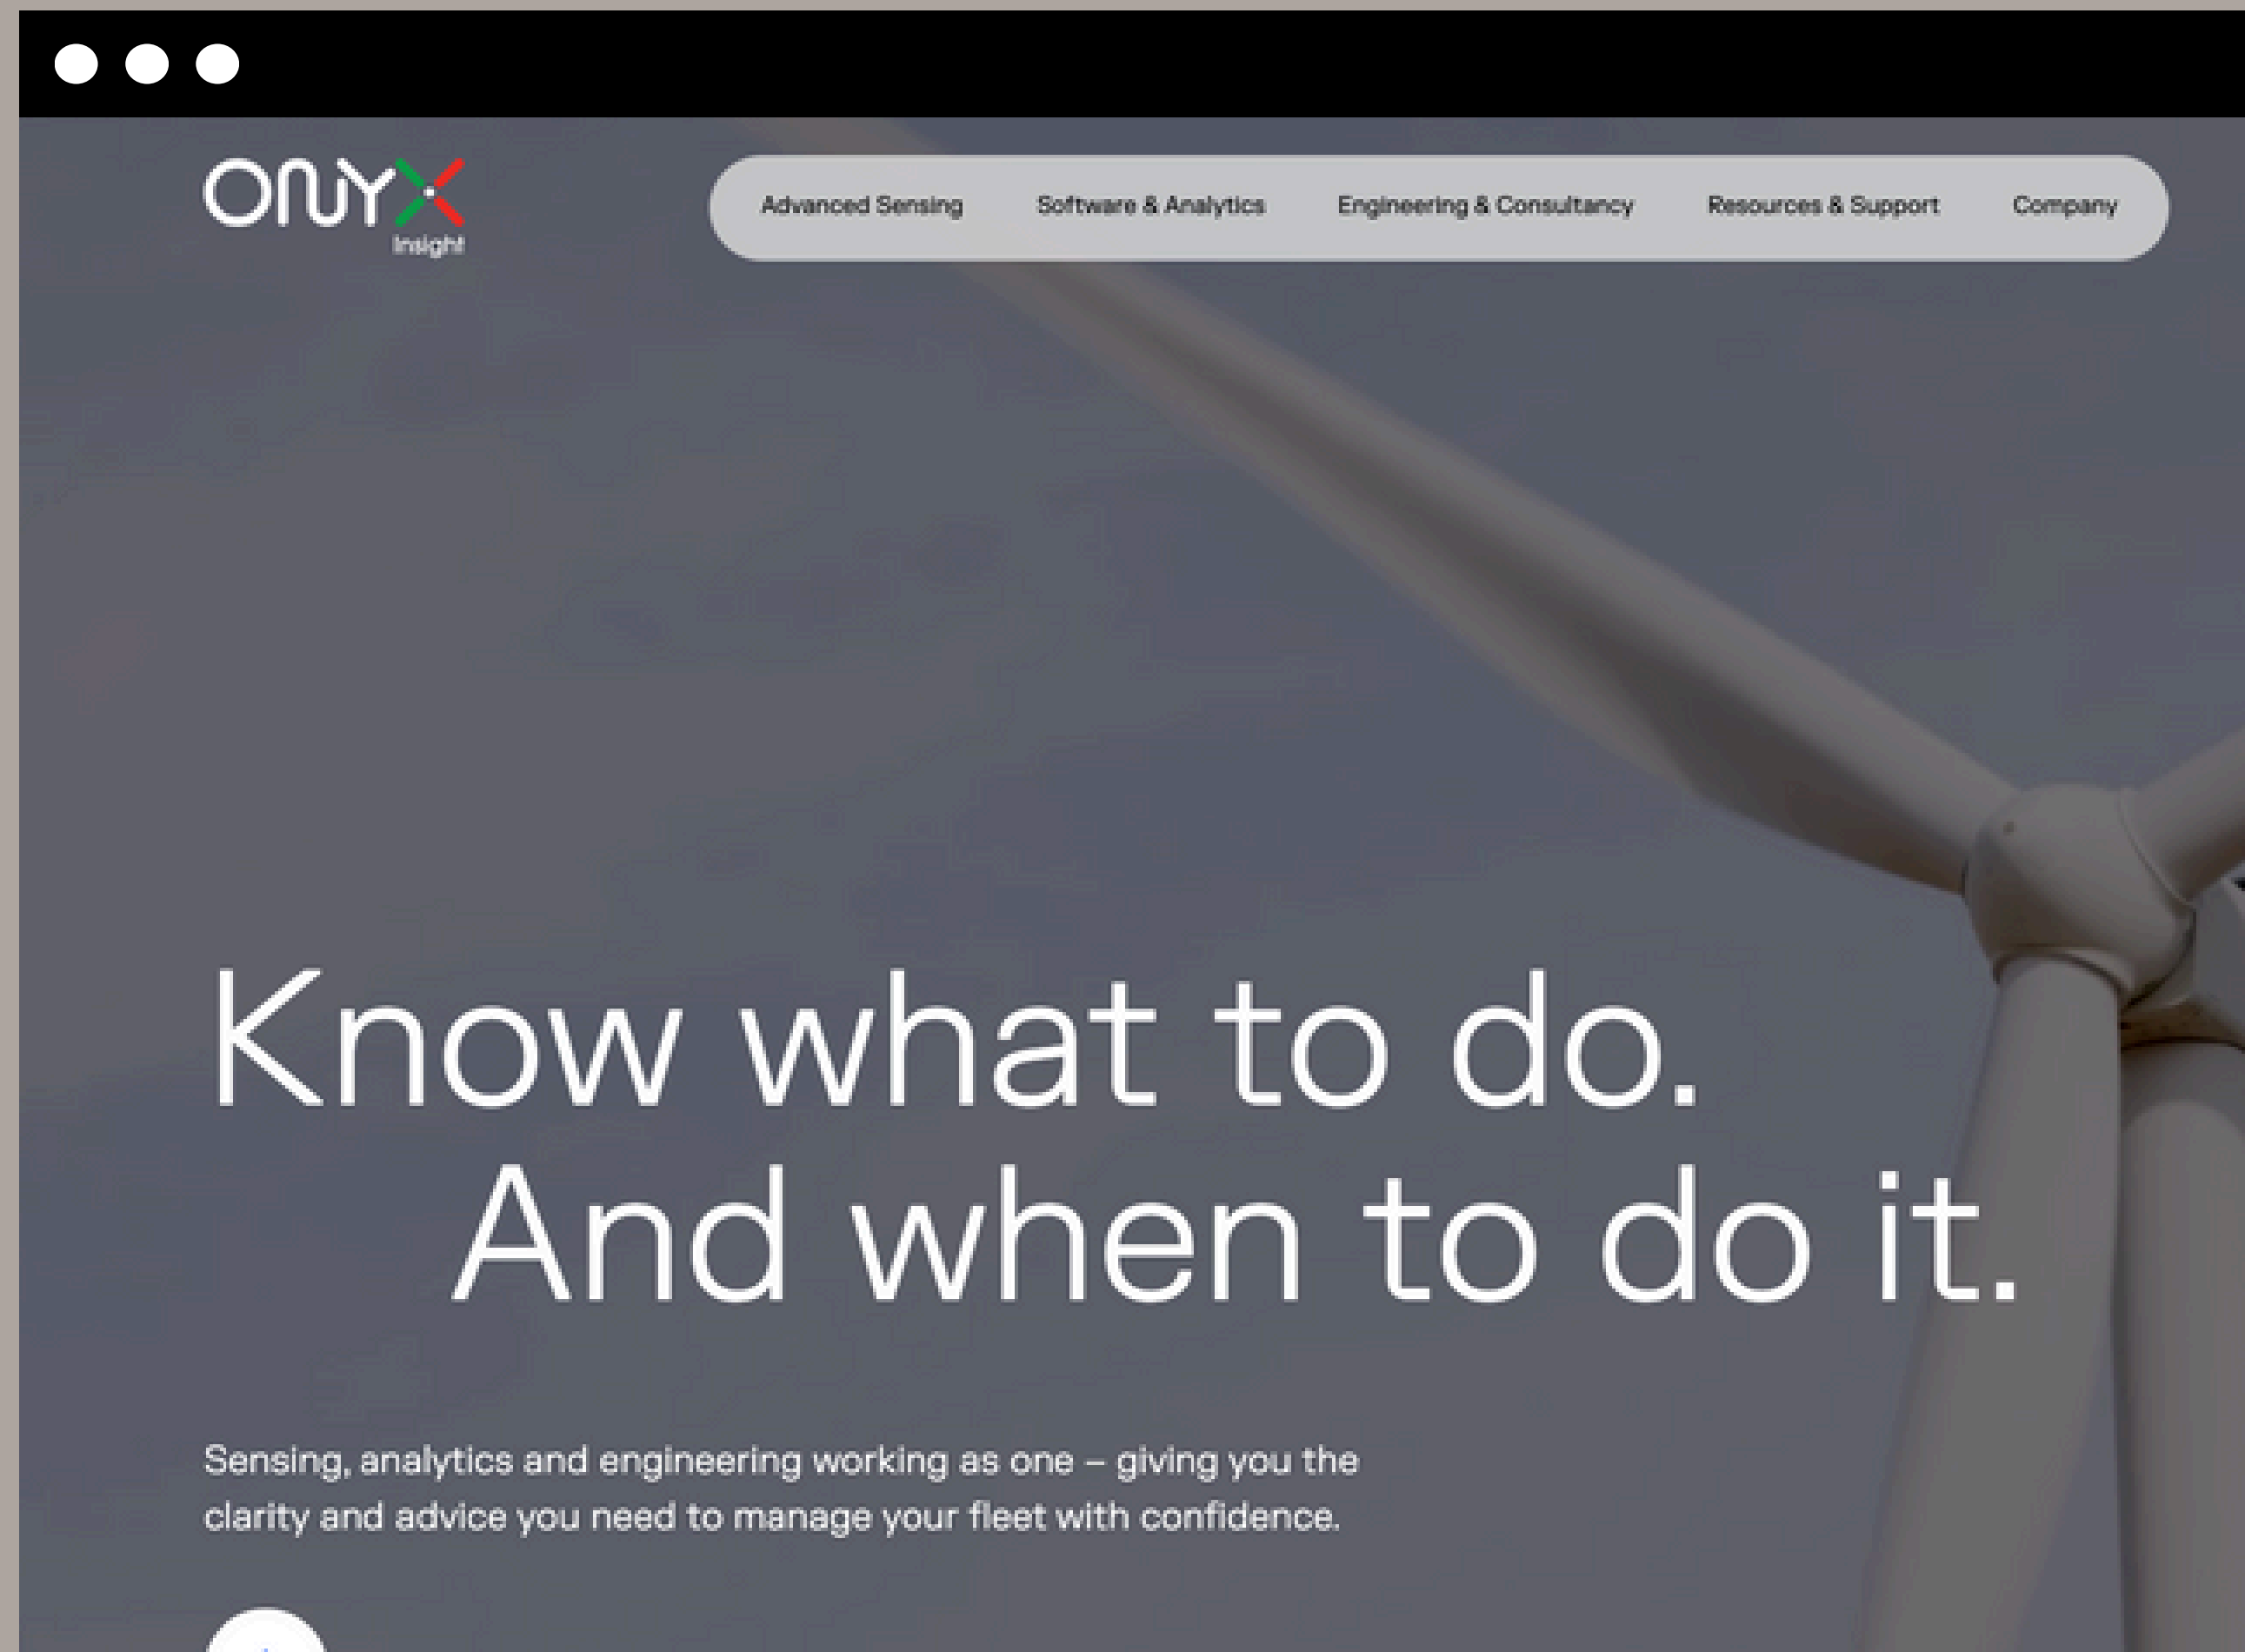 ONYX
Insight
Advanced Sensing
Software & Analytics
Engineering & Consultancy
Resources & Support
Company
Know what to do.
And when to do it.
Sensing, analytics and engineering working as one – giving you the
clarity and advice you need to manage your fleet with confidence.